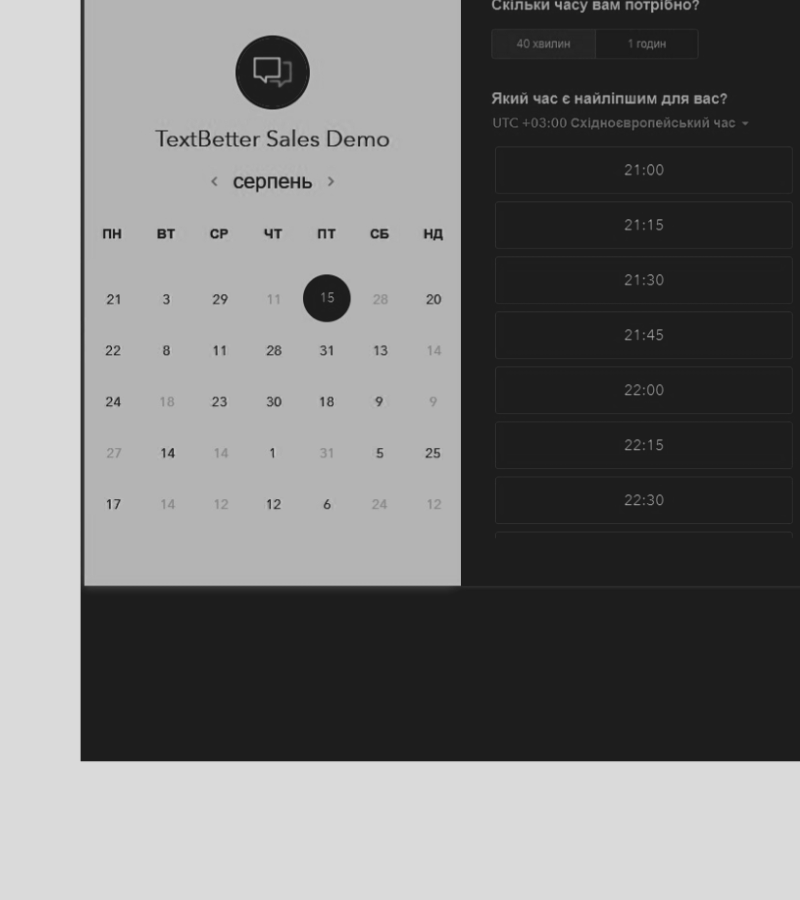 TextBetter Sales Demo
серпень
ПН ВТ СР ЧТ ПТ СБ НД
21 3 29 11 15 28 20
22 8 11 28 31 13 14
24 18 23 30 18 9 9
27 14 14 1 31 5 25
17 14 12 12 6 24 12
Скільки часу вам потрібно?
40 хвилин 1 годин
Який час є найліпшим для вас?
UTC +03:00 Східноєвропейський час
21:00
21:15
21:30
21:45
22:00
22:15
22:30